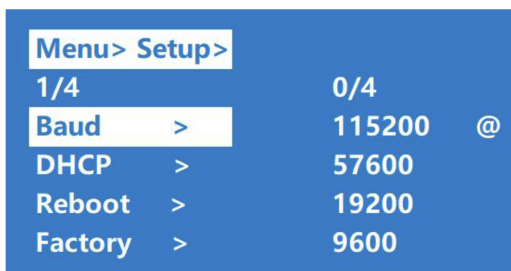 Menu> Setup>
1/4 0/4
Baud > 115200 @
DHCP > 57600
Reboot > 19200
Factory > 9600